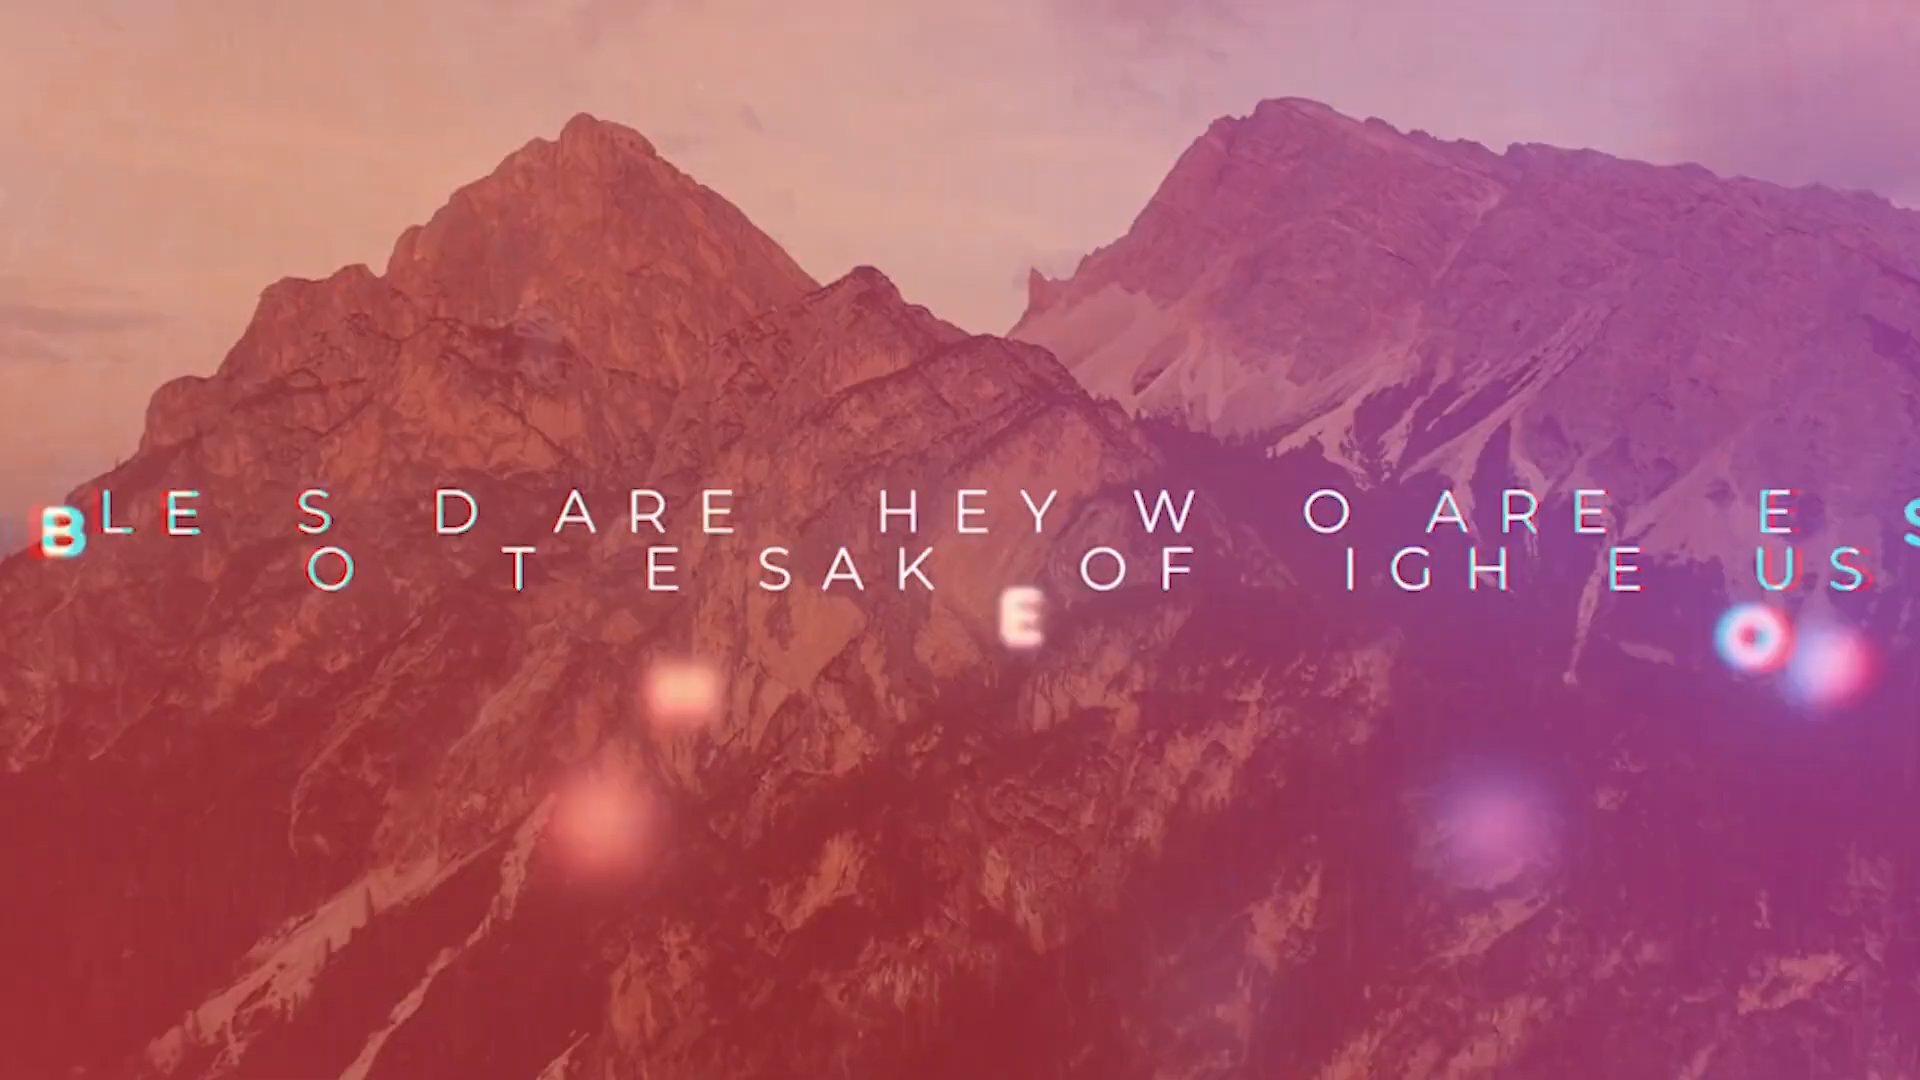 BLE S D ARE HEY W O ARE E S
O T E SAK OF IGH E US
E
O